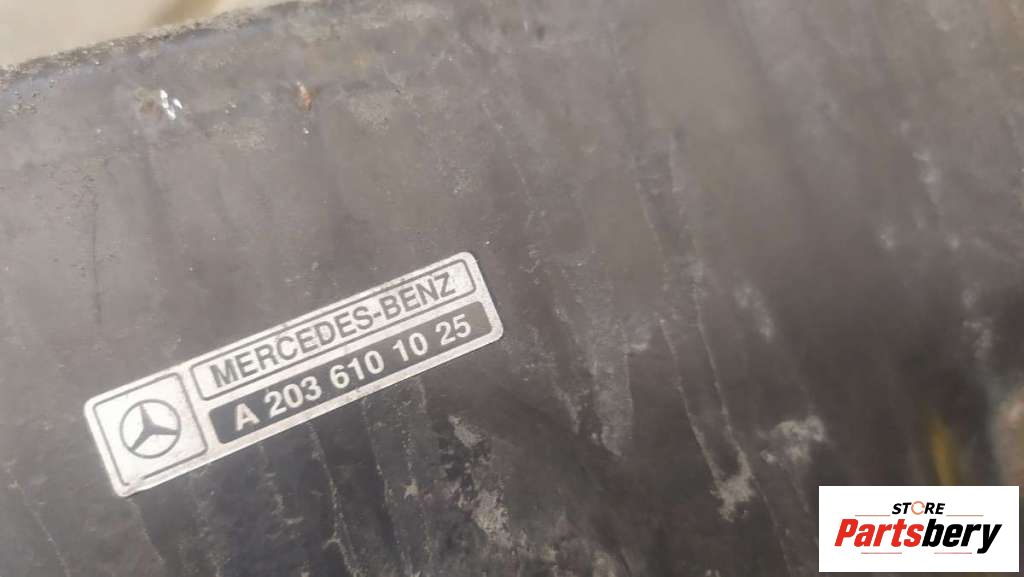 MERCEDES-BENZ
A 203 610 10 25
STORE
Partsbery